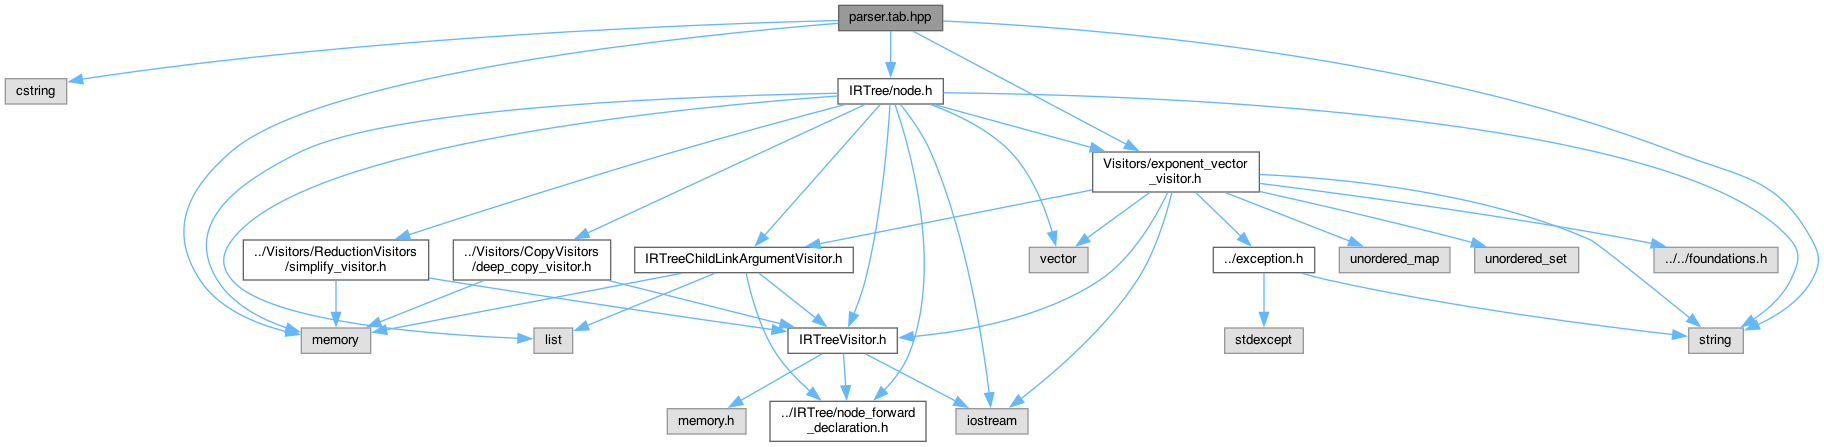 parser.tab.hpp
cstring
IRTree/node.h
Visitors/exponent_vector
_visitor.h
../Visitors/ReductionVisitors
/simplify_visitor.h
../Visitors/CopyVisitors
/deep_copy_visitor.h
IRTreeChildLinkArgumentVisitor.h
vector
../exception.h
unordered_map
unordered_set
../../foundations.h
memory
list
IRTreeVisitor.h
stdexcept
string
memory.h
../IRTree/node_forward
_declaration.h
iostream